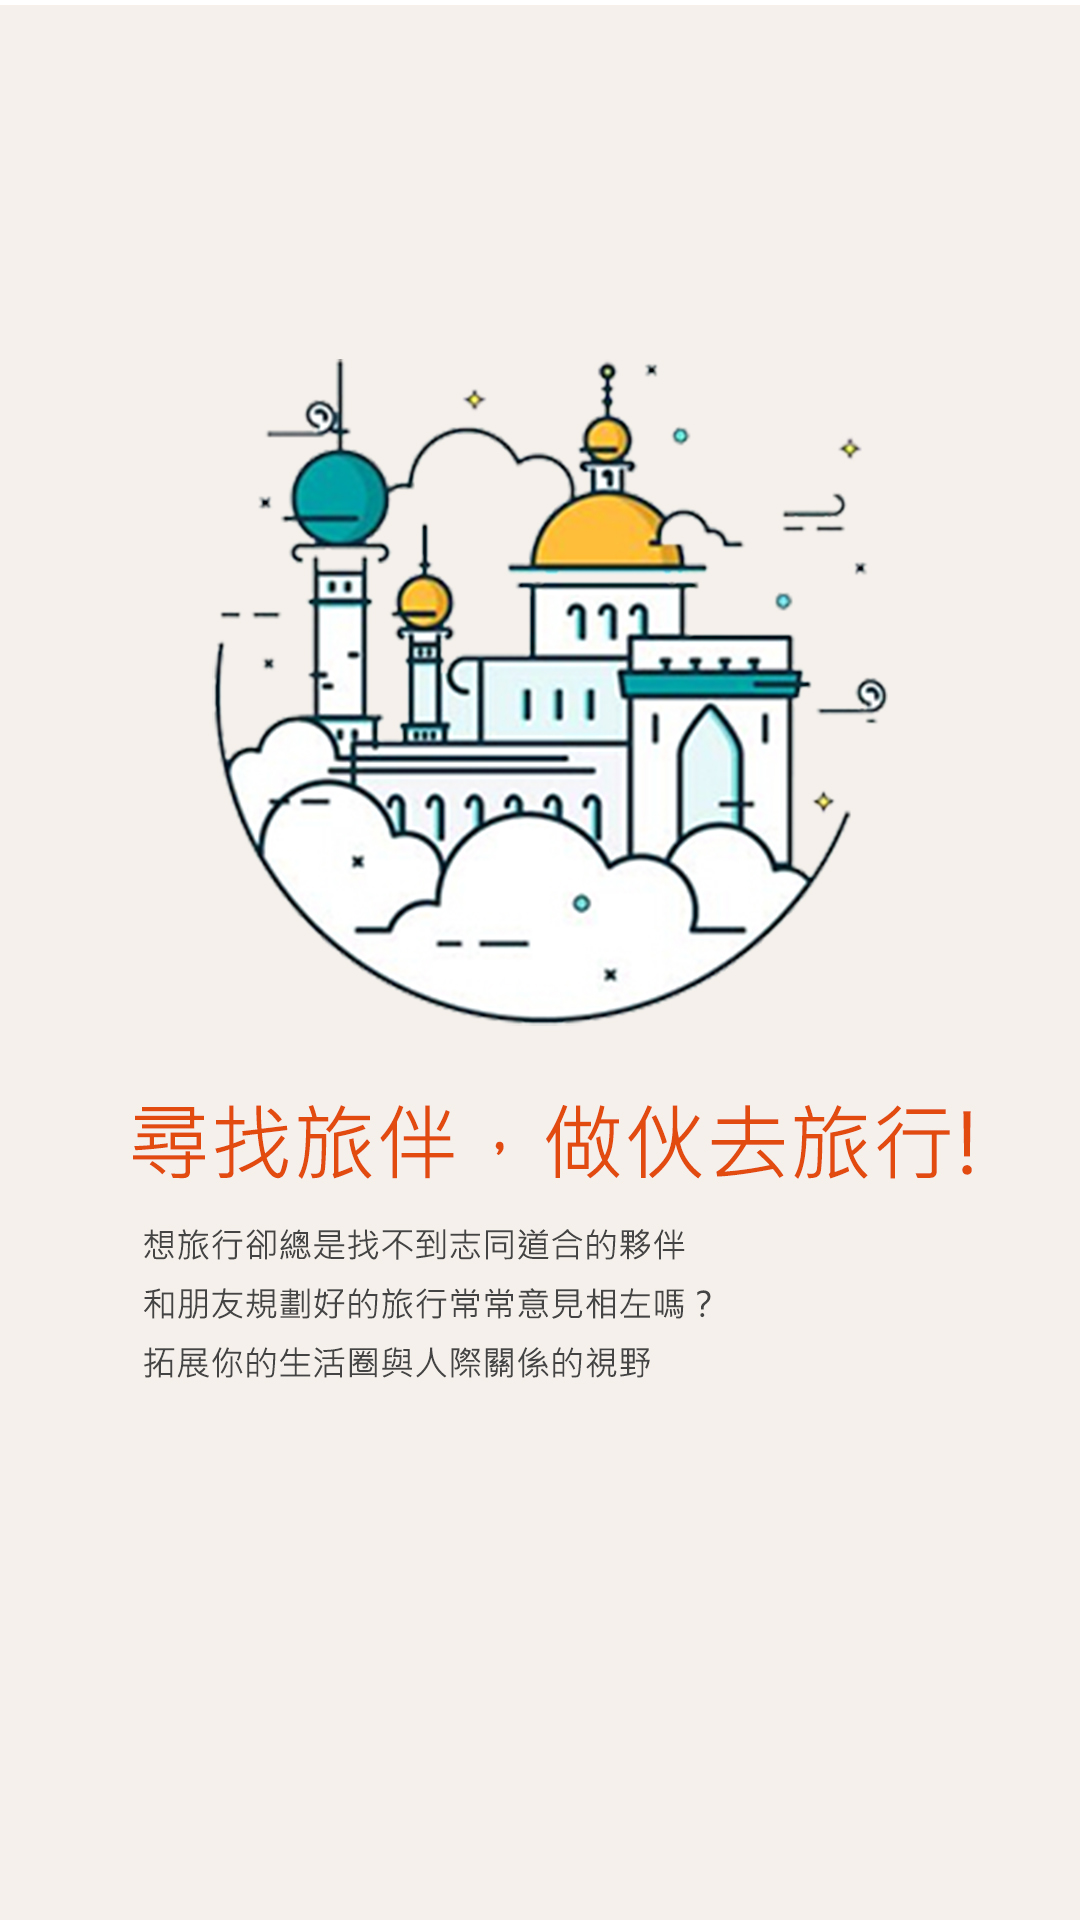 尋找旅伴，做伙去旅行!
想旅行卻總是找不到志同道合的夥伴
和朋友規劃好的旅行常常意見相左嗎？
拓展你的生活圈與人際關係的視野